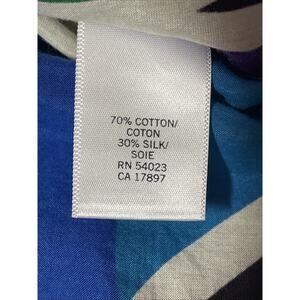 70% COTTON/
COTON
30% SILK/
SOIE
RN 54023
CA 17897